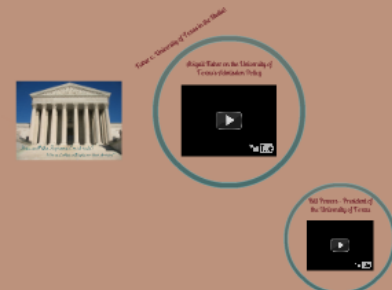 Fisher v. University of Texas in the Media!
Abigail Fisher on the University of
Texas's Admission Policy
Bill Powers - President of
the University of Texas